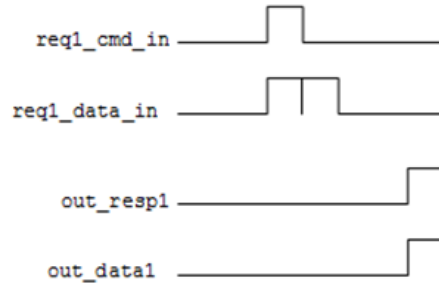 req1_cmd_in
req1_data_in
out_resp1
out_data1